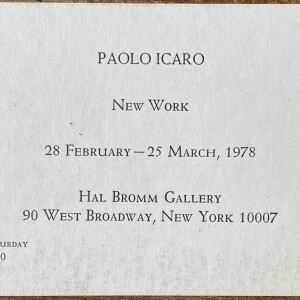 PAOLO ICARO
NEW WORK
28 FEBRUARY—25 MARCH, 1978
HAL BROMM GALLERY
90 WEST BROADWAY, NEW YORK 10007